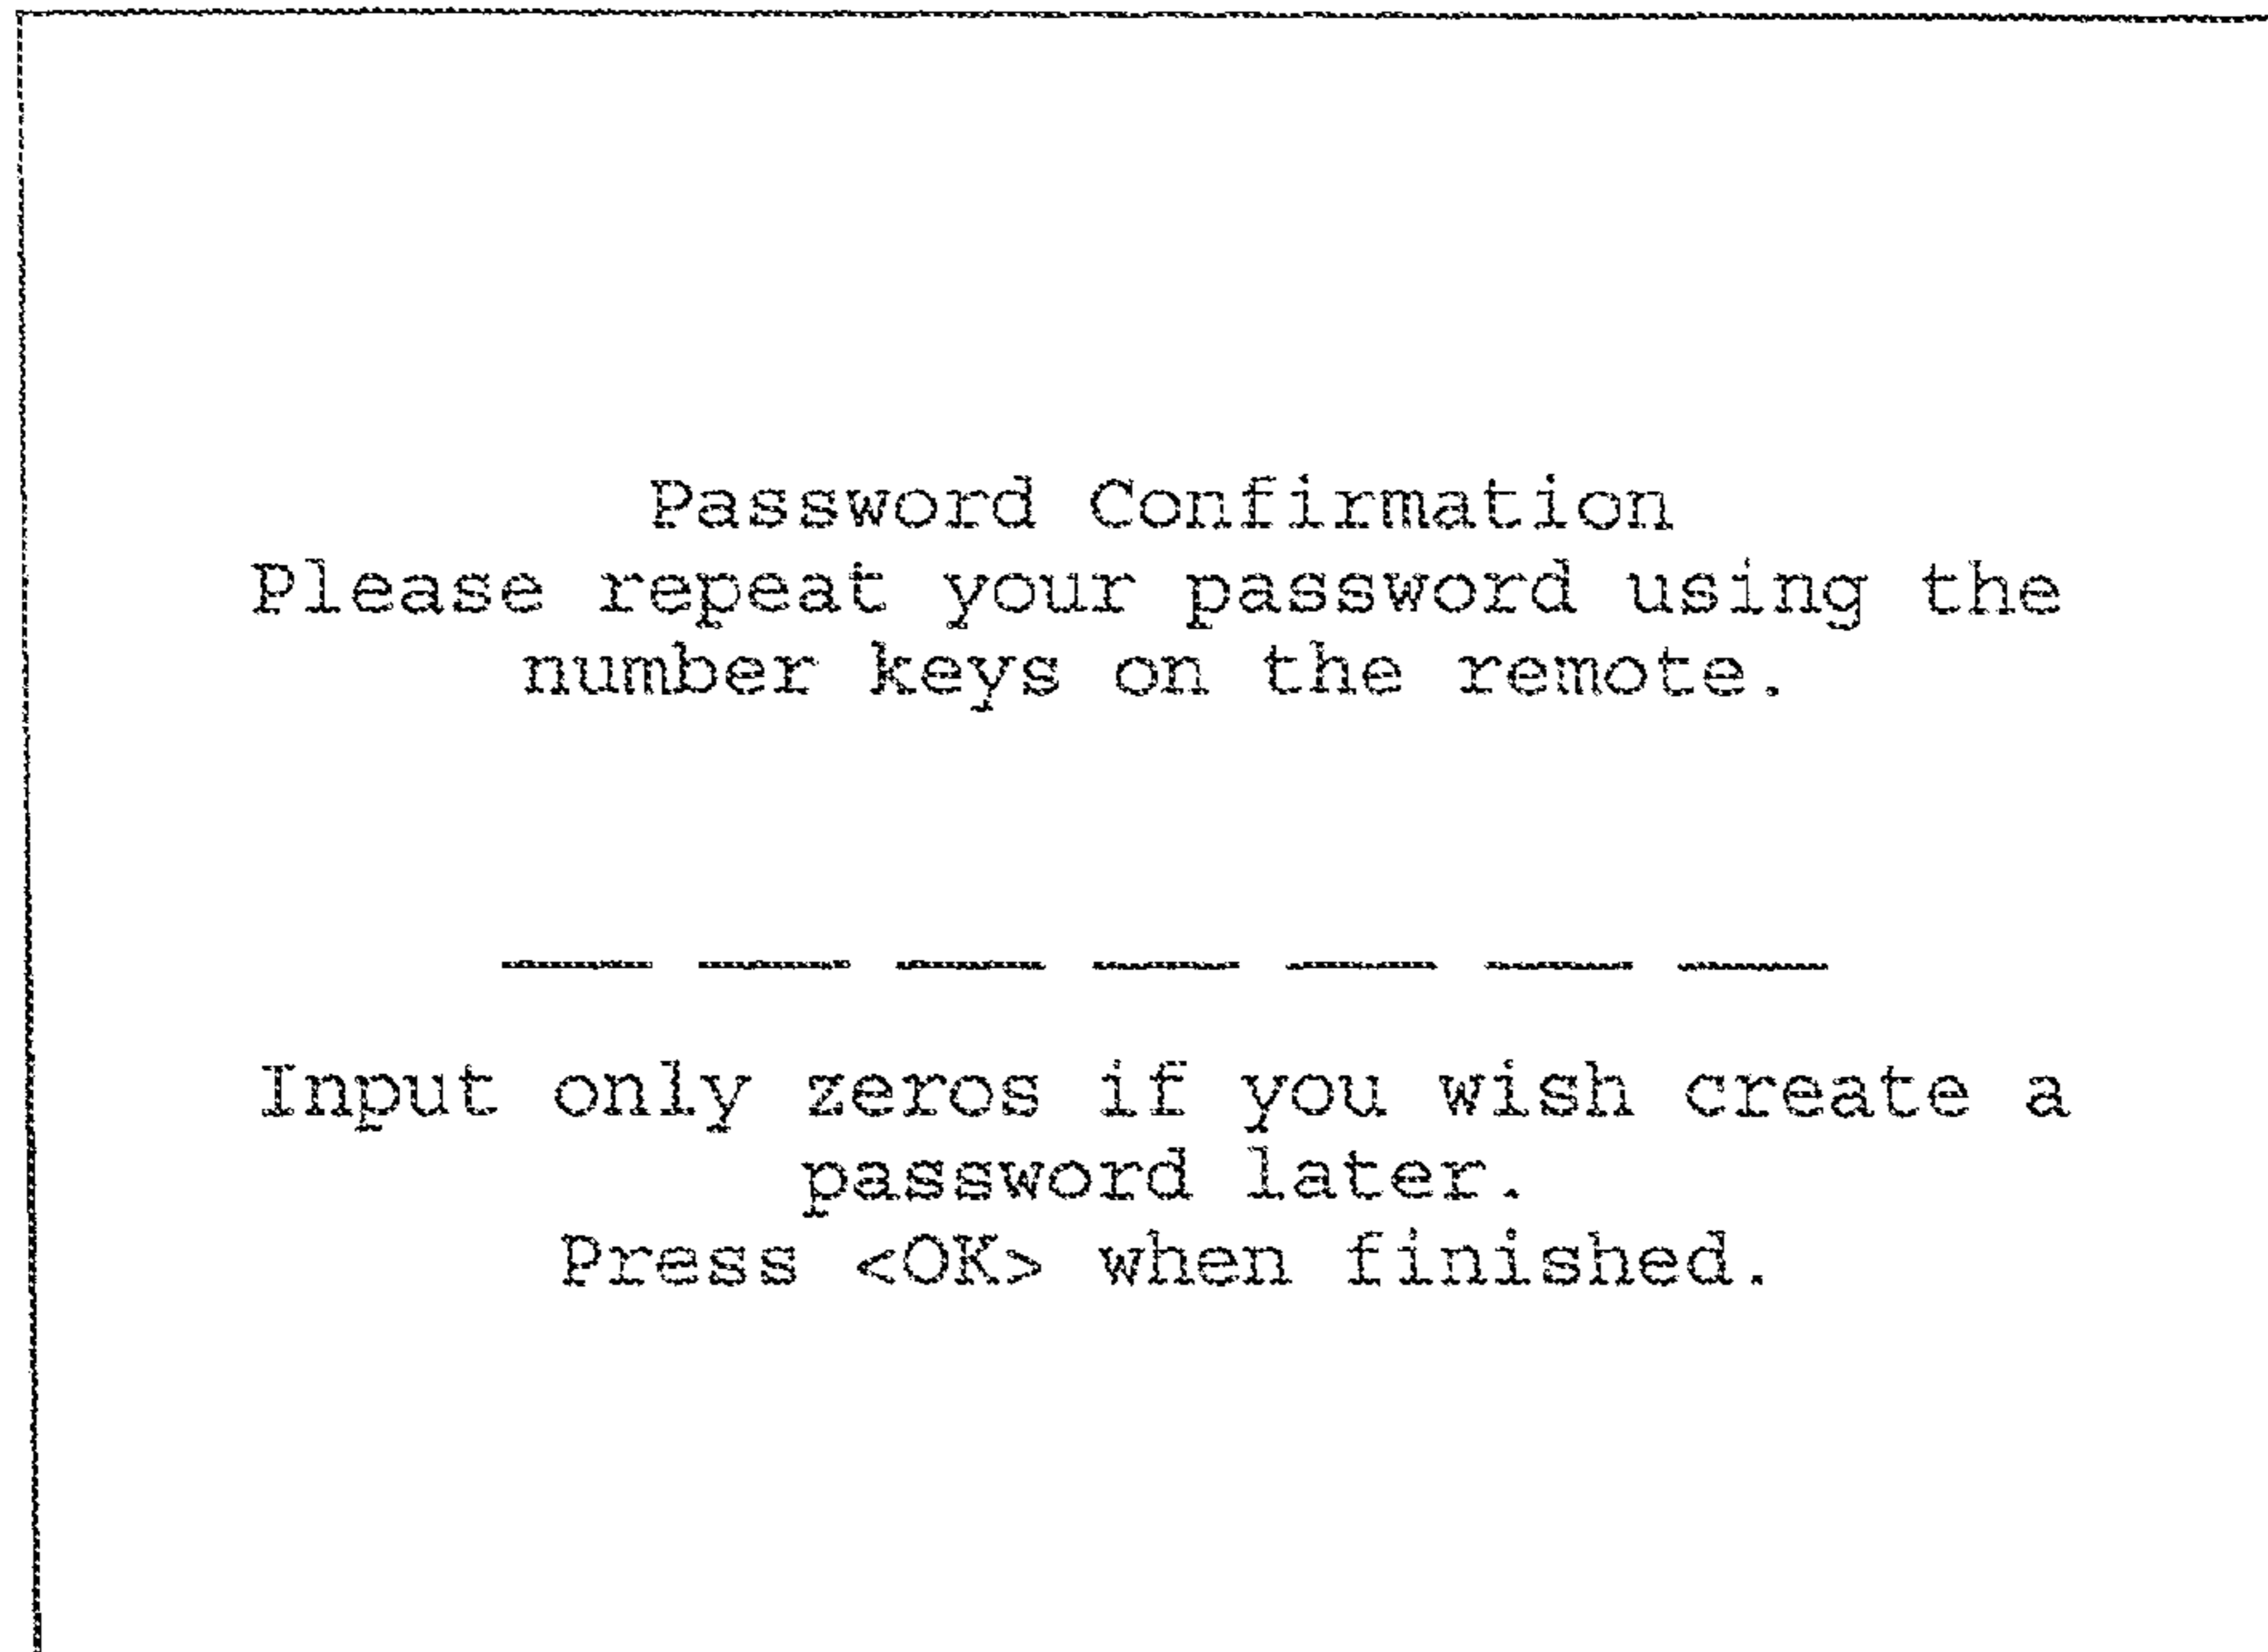 Password Confirmation
Please repeat your password using the
number keys on the remote.
_ _ _ _ _ _ _
Input only zeros if you wish create a
password later.
Press <OK> when finished.